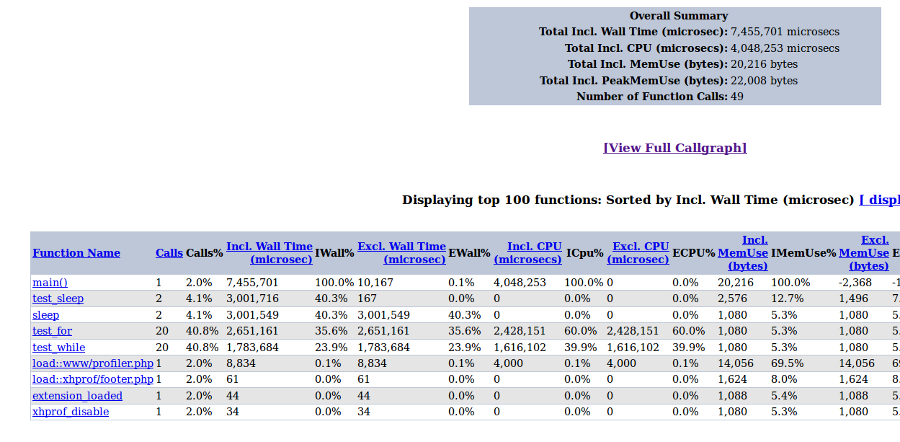 Overall Summary
Total Incl. Wall Time (microsec): 7,455,701 microsecs
Total Incl. CPU (microsecs): 4,048,253 microsecs
Total Incl. MemUse (bytes): 20,216 bytes
Total Incl. PeakMemUse (bytes): 22,008 bytes
Number of Function Calls: 49
[View Full Callgraph]
Displaying top 100 functions: Sorted by Incl. Wall Time (microsec) [ displ
Function Name Calls Calls% Incl. Wall Time (microsec) IWall% Excl. Wall Time (microsec) EWall% Incl. CPU (microsecs) ICpu% Excl. CPU (microsec) ECPU% Incl. MemUse (bytes) IMemUse% Excl. MemUse (bytes) E
main() 1 2.0% 7,455,701 100.0% 10,167 0.1% 4,048,253 100.0% 0 0.0% 20,216 100.0% -2,368 -1
test_sleep 2 4.1% 3,001,716 40.3% 167 0.0% 0 0.0% 0 0.0% 2,576 12.7% 1,496 7.
sleep 2 4.1% 3,001,549 40.3% 3,001,549 40.3% 0 0.0% 0 0.0% 1,080 5.3% 1,080 5.
test_for 20 40.8% 2,651,161 35.6% 2,651,161 35.6% 2,428,151 60.0% 2,428,151 60.0% 1,080 5.3% 1,080 5.
test_while 20 40.8% 1,783,684 23.9% 1,783,684 23.9% 1,616,102 39.9% 1,616,102 39.9% 1,080 5.3% 1,080 5.
load::www/profiler.php 1 2.0% 8,834 0.1% 8,834 0.1% 4,000 0.1% 4,000 0.1% 14,056 69.5% 14,056 69
load::xhprof/footer.php 1 2.0% 61 0.0% 61 0.0% 0 0.0% 0 0.0% 1,624 8.0% 1,624 8.
extension_loaded 1 2.0% 44 0.0% 44 0.0% 0 0.0% 0 0.0% 1,088 5.4% 1,088 5.
xhprof_disable 1 2.0% 34 0.0% 34 0.0% 0 0.0% 0 0.0% 1,080 5.3% 1,080 5.